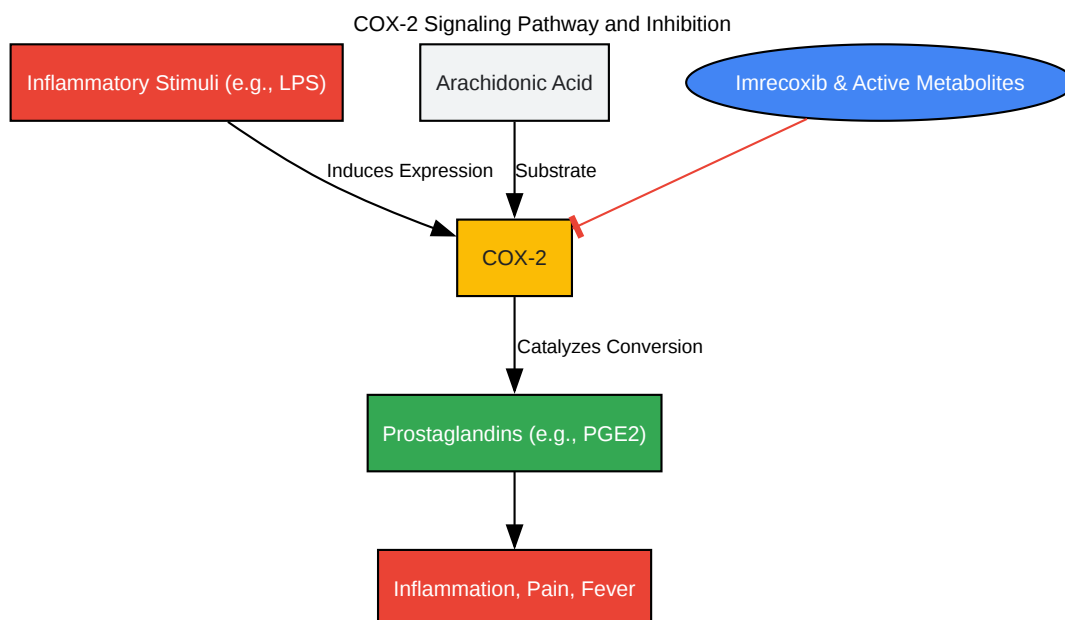 COX-2 Signaling Pathway and Inhibition
Inflammatory Stimuli (e.g., LPS)
Arachidonic Acid
Imrecoxib & Active Metabolites
Induces Expression
Substrate
COX-2
Catalyzes Conversion
Prostaglandins (e.g., PGE2)
Inflammation, Pain, Fever